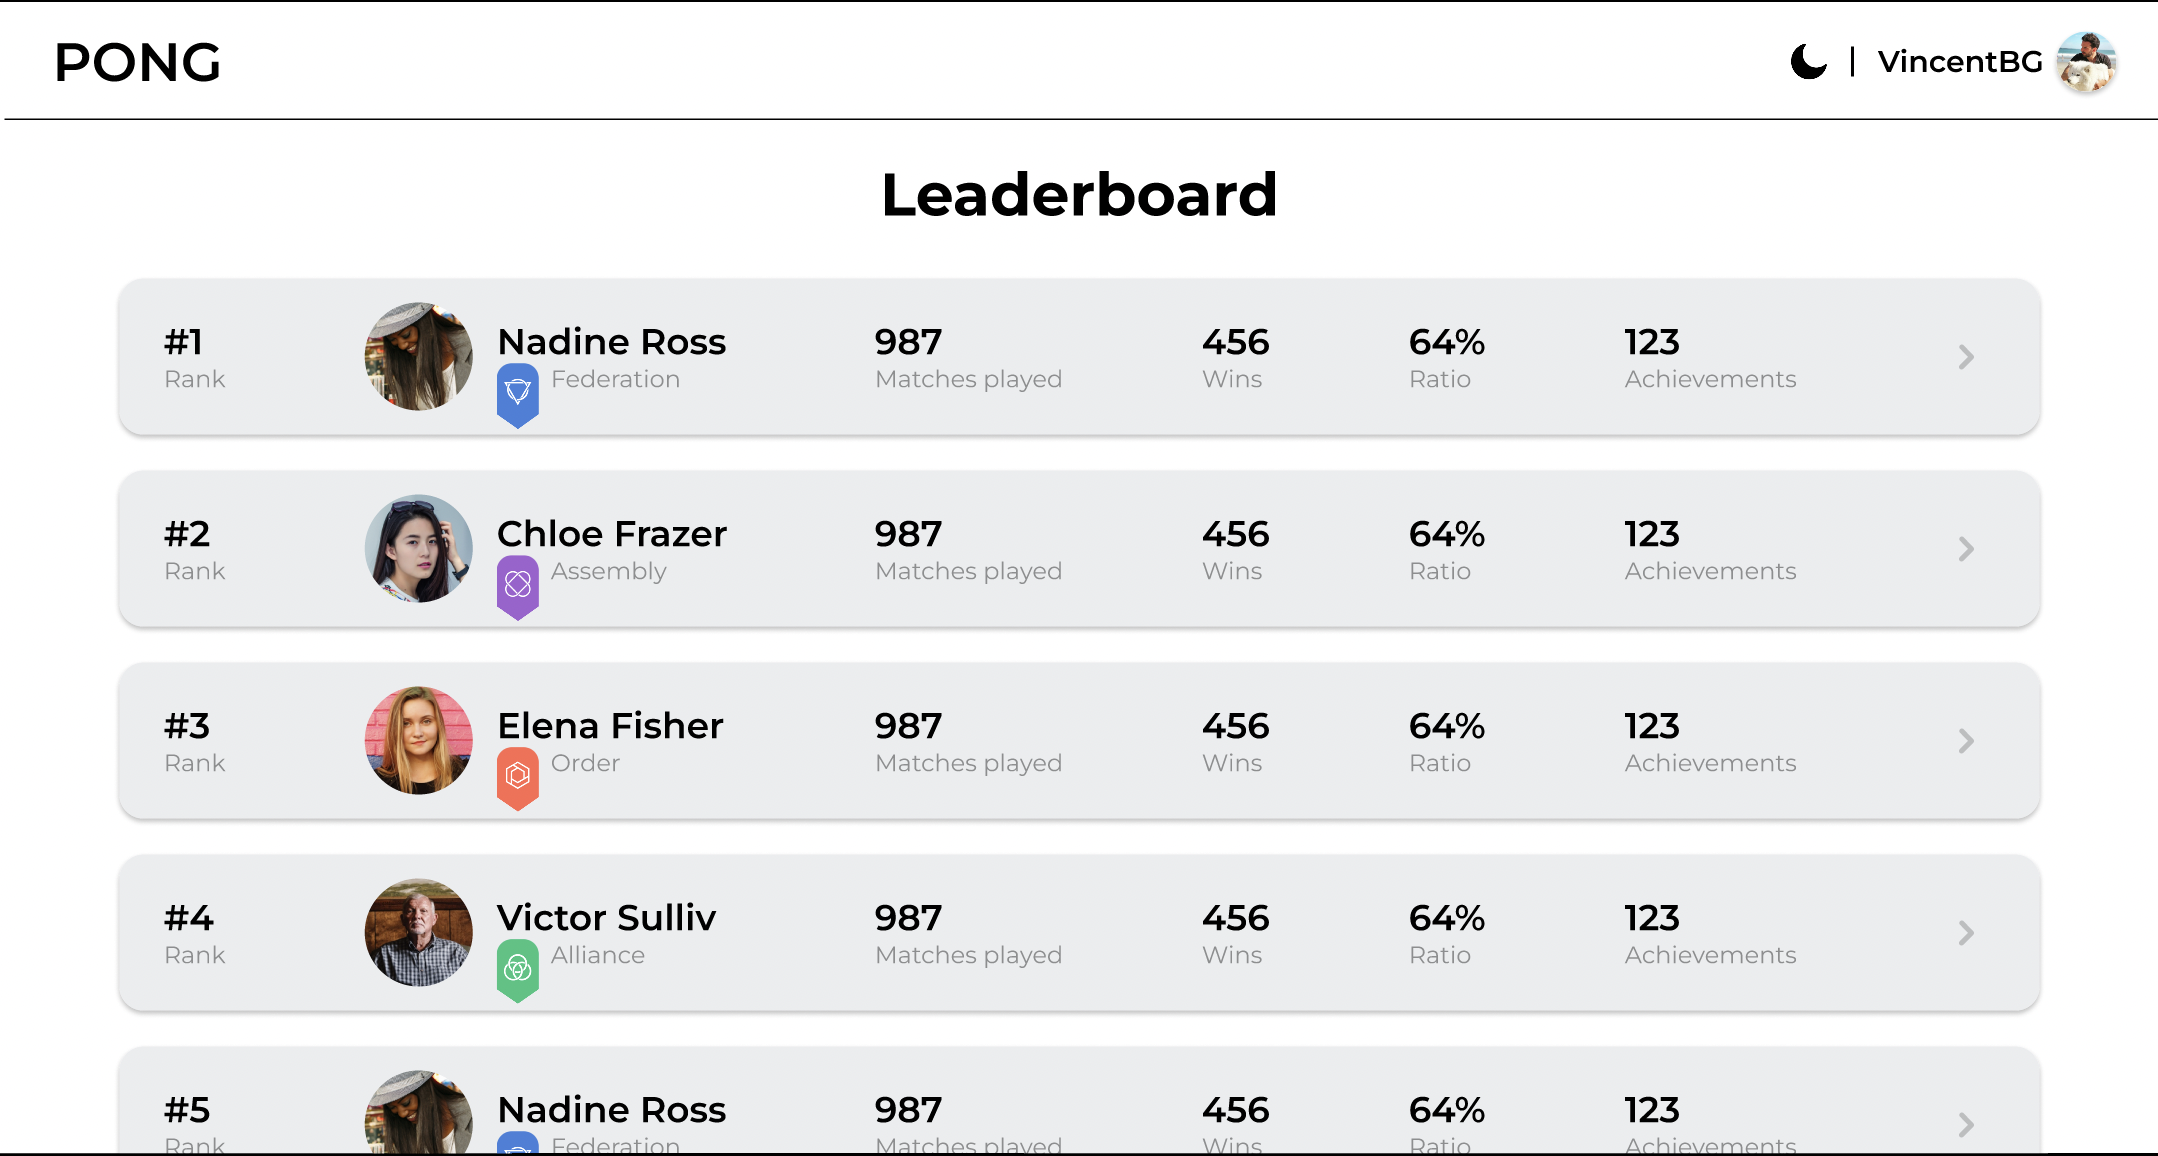 PONG
VincentBG
Leaderboard
#1 Nadine Ross 987 456 64% 123
Rank Federation Matches played Wins Ratio Achievements
#2 Chloe Frazer 987 456 64% 123
Rank Assembly Matches played Wins Ratio Achievements
#3 Elena Fisher 987 456 64% 123
Rank Order Matches played Wins Ratio Achievements
#4 Victor Sulliv 987 456 64% 123
Rank Alliance Matches played Wins Ratio Achievements
#5 Nadine Ross 987 456 64% 123
Rank Federation Matches played Wins Ratio Achievements